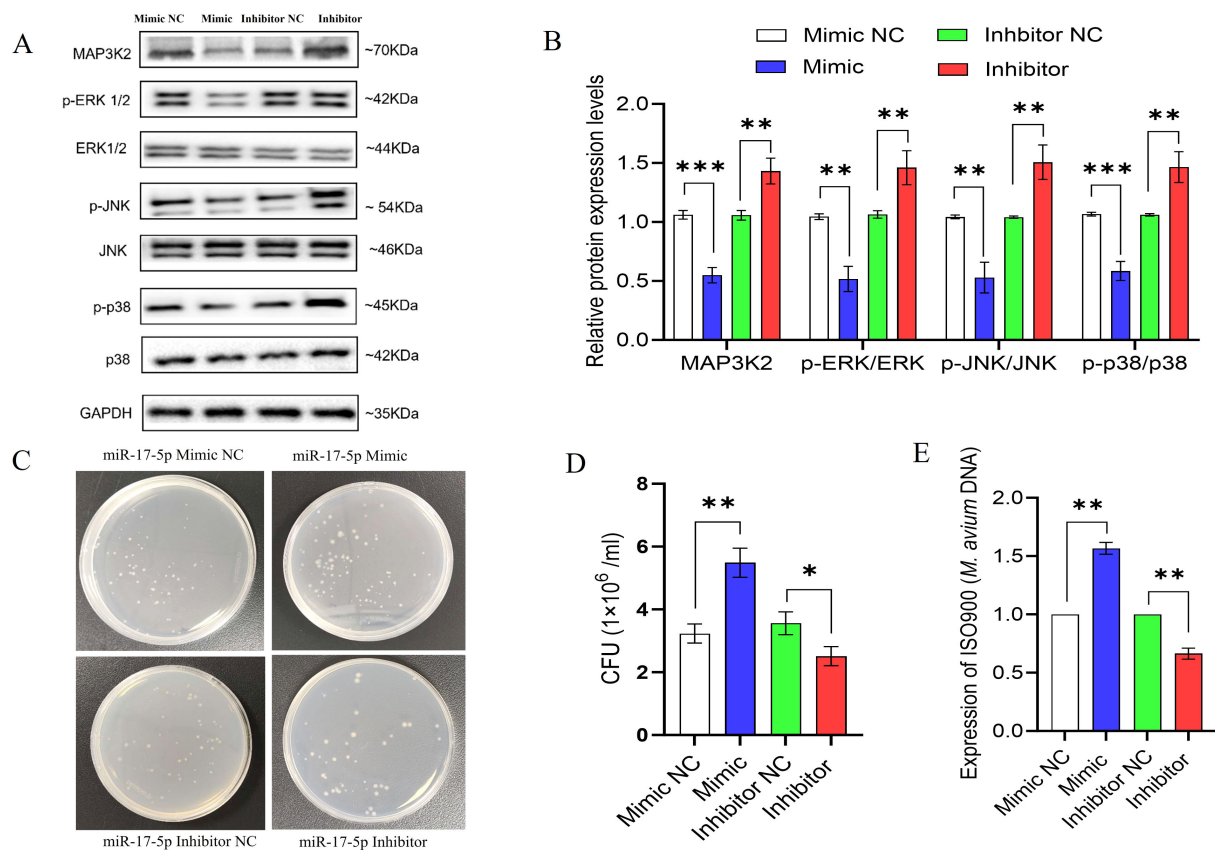 A
Mimic NC Mimic Inhibitor NC Inhibitor
MAP3K2 ~70KDa
p-ERK 1/2 ~42KDa
ERK1/2 ~44KDa
p-JNK ~ 54KDa
JNK ~46KDa
p-p38 ~45KDa
p38 ~42KDa
GAPDH ~35KDa
B
Mimic NC Inhbitor NC
Mimic Inhibitor
Relative protein expression levels
2.0
1.5
1.0
0.5
0.0
*** ** ** ** ** ** *** **
MAP3K2 p-ERK/ERK p-JNK/JNK p-p38/p38
C
miR-17-5p Mimic NC miR-17-5p Mimic
miR-17-5p Inhibitor NC miR-17-5p Inhibitor
D
CFU (1×10⁶ /ml)
8
6
4
2
0
** *
Mimic NC Mimic Inhibitor NC Inhibitor
E
Expression of ISO900 (M. avium DNA)
2.0
1.5
1.0
0.5
0.0
** **
Mimic NC Mimic Inhibitor NC Inhibitor